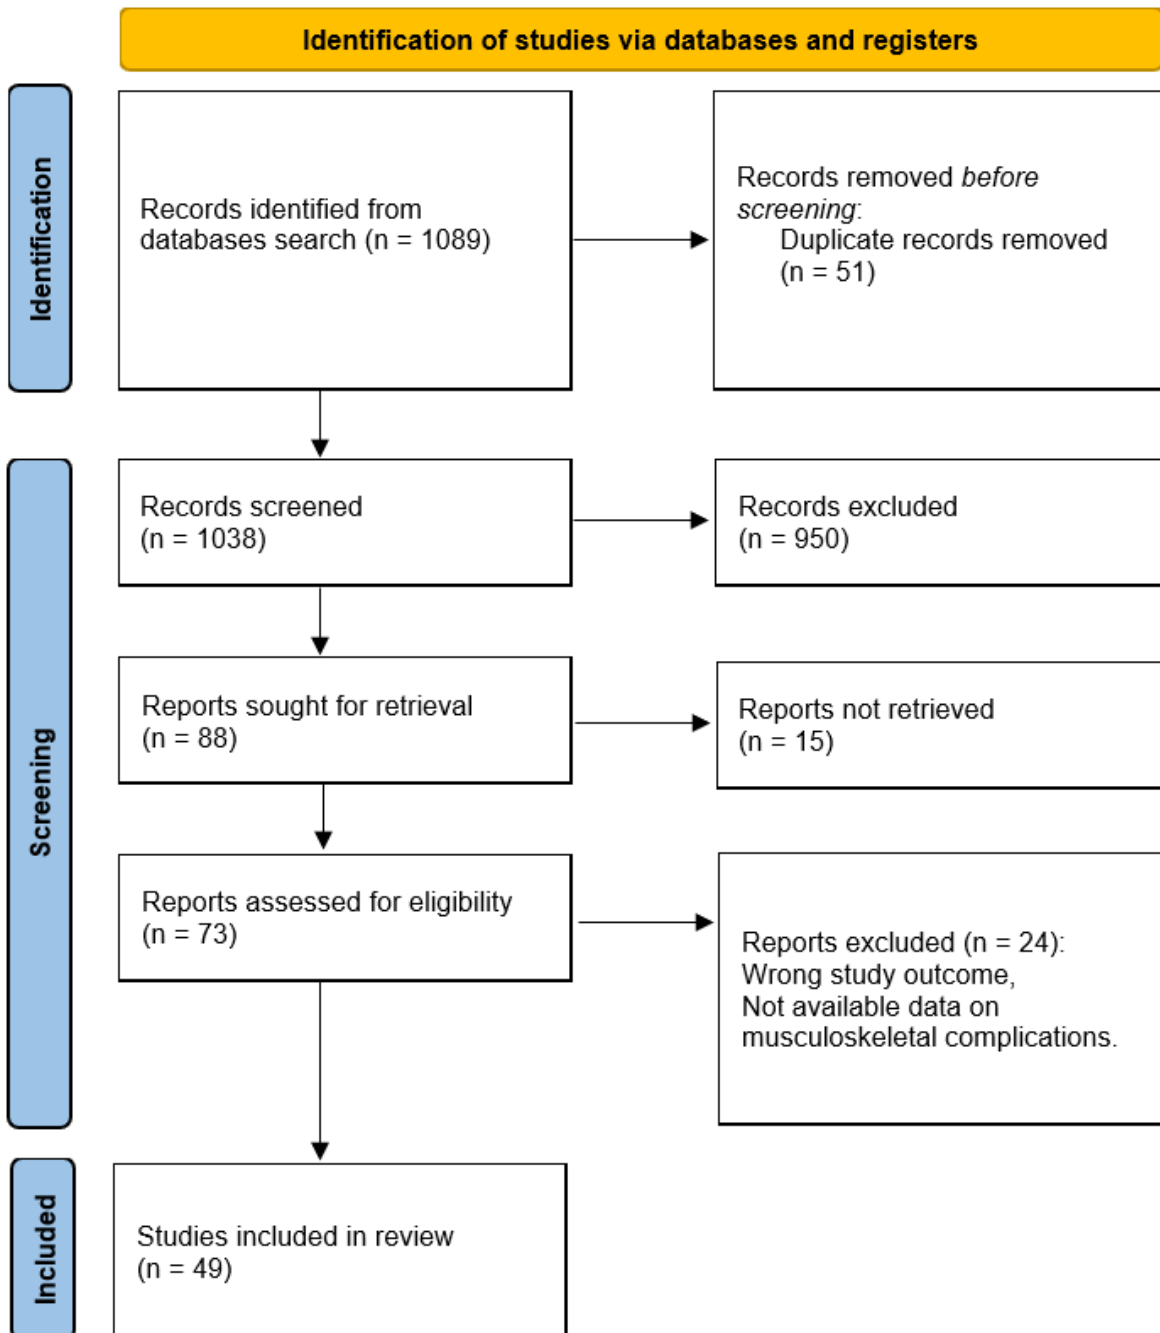 Identification of studies via databases and registers
Identification
Records identified from
databases search (n = 1089)
Records removed before
screening:
Duplicate records removed
(n = 51)
Screening
Records screened
(n = 1038)
Records excluded
(n = 950)
Reports sought for retrieval
(n = 88)
Reports not retrieved
(n = 15)
Reports assessed for eligibility
(n = 73)
Reports excluded (n = 24):
Wrong study outcome,
Not available data on
musculoskeletal complications.
Included
Studies included in review
(n = 49)